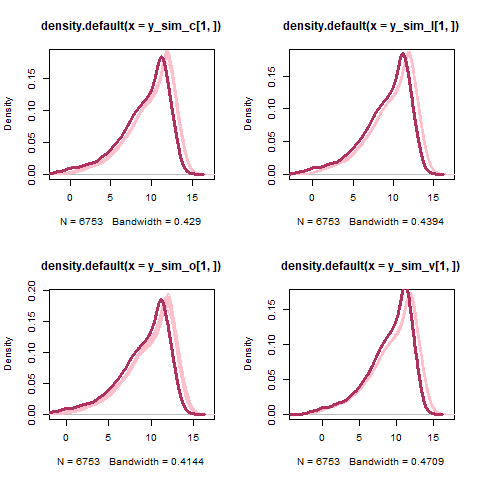 density.default(x = y_sim_c[1, ])
Density
0.00 0.05 0.10 0.15
0 5 10 15
N = 6753 Bandwidth = 0.429
density.default(x = y_sim_l[1, ])
Density
0.00 0.05 0.10 0.15
0 5 10 15
N = 6753 Bandwidth = 0.4394
density.default(x = y_sim_o[1, ])
Density
0.00 0.05 0.10 0.15 0.20
0 5 10 15
N = 6753 Bandwidth = 0.4144
density.default(x = y_sim_v[1, ])
Density
0.00 0.05 0.10 0.15
0 5 10 15
N = 6753 Bandwidth = 0.4709